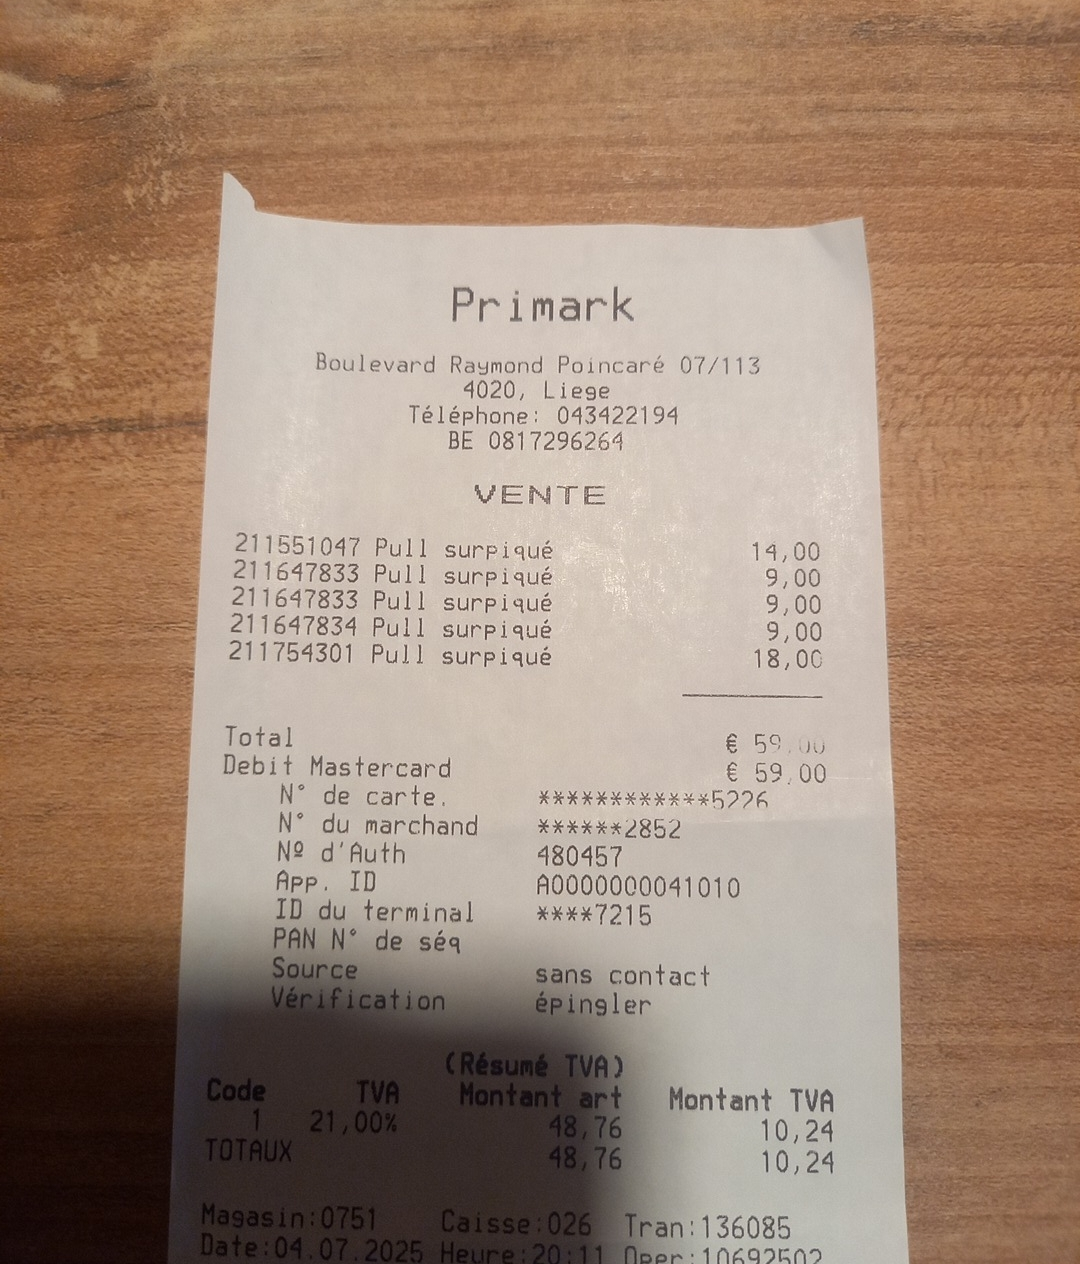 Primark
Boulevard Raymond Poincaré 07/113
4020, Liege
Téléphone: 043422194
BE 0817296264
VENTE
211551047 Pull surpiqué 14,00
211647833 Pull surpiqué 9,00
211647833 Pull surpiqué 9,00
211647834 Pull surpiqué 9,00
211754301 Pull surpiqué 18,00
Total € 59,00
Debit Mastercard € 59,00
N° de carte. ************5226
N° du marchand ******2852
Nº d'Auth 480457
App. ID A0000000041010
ID du terminal ****7215
PAN N° de séq
Source sans contact
Vérification épingler
(Résumé TVA)
Code TVA Montant art Montant TVA
1 21,00% 48,76 10,24
TOTAUX 48,76 10,24
Magasin:0751 Caisse:026 Tran:136085
Date:04.07.2025 Heure:20:11 Oper:10692502